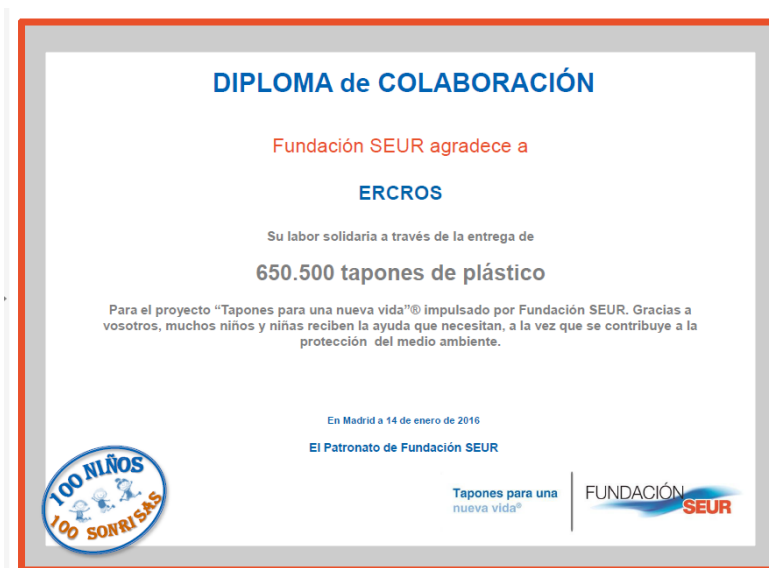 DIPLOMA de COLABORACIÓN
Fundación SEUR agradece a
ERCROS
Su labor solidaria a través de la entrega de
650.500 tapones de plástico
Para el proyecto “Tapones para una nueva vida”® impulsado por Fundación SEUR. Gracias a
vosotros, muchos niños y niñas reciben la ayuda que necesitan, a la vez que se contribuye a la
protección del medio ambiente.
En Madrid a 14 de enero de 2016
El Patronato de Fundación SEUR
100 NIÑOS
100 SONRISAS
Tapones para una
nueva vida®
FUNDACIÓN
SEUR